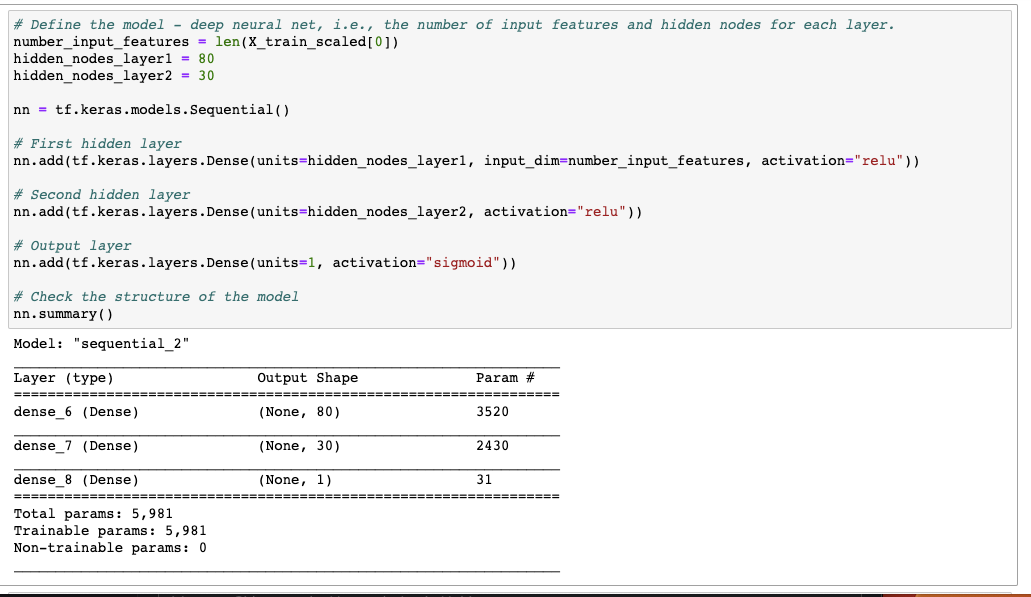 # Define the model - deep neural net, i.e., the number of input features and hidden nodes for each layer.
number_input_features = len(X_train_scaled[0])
hidden_nodes_layer1 = 80
hidden_nodes_layer2 = 30
nn = tf.keras.models.Sequential()
# First hidden layer
nn.add(tf.keras.layers.Dense(units=hidden_nodes_layer1, input_dim=number_input_features, activation="relu"))
# Second hidden layer
nn.add(tf.keras.layers.Dense(units=hidden_nodes_layer2, activation="relu"))
# Output layer
nn.add(tf.keras.layers.Dense(units=1, activation="sigmoid"))
# Check the structure of the model
nn.summary()
Model: "sequential_2"
Layer (type) Output Shape Param #
=================================================================
dense_6 (Dense) (None, 80) 3520
dense_7 (Dense) (None, 30) 2430
dense_8 (Dense) (None, 1) 31
=================================================================
Total params: 5,981
Trainable params: 5,981
Non-trainable params: 0